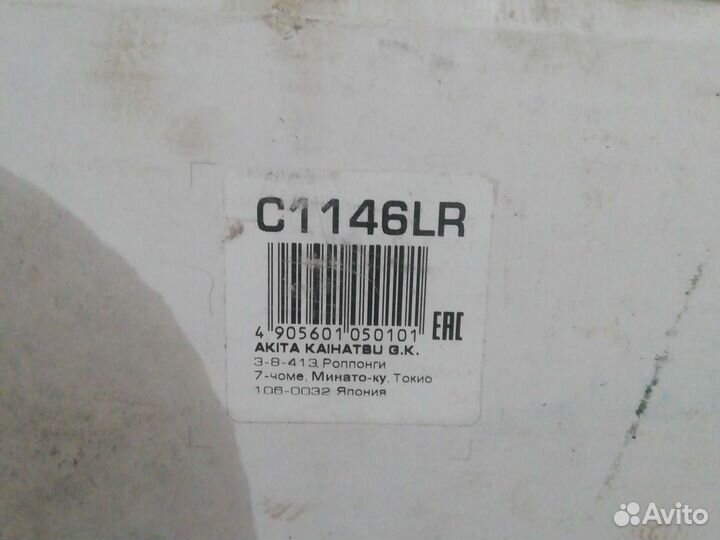 C1146LR
4 905601 050101
EAC
AKITA KAIHATSU G.K.
3-8-413, Роппонги
7-чоме, Минато-ку, Токио
106-0032 Япония
Avito